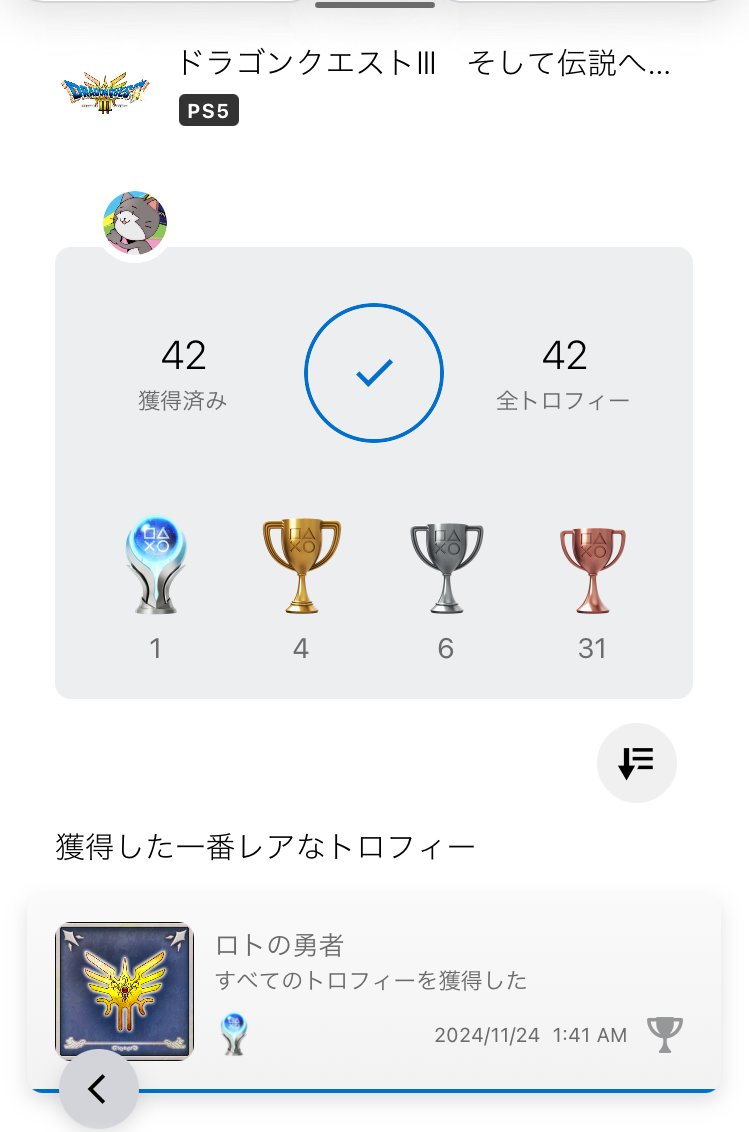 ドラゴンクエストIII　そして伝説へ...
PS5
42
獲得済み
42
全トロフィー
1
4
6
31
獲得した一番レアなトロフィー
ロトの勇者
すべてのトロフィーを獲得した
2024/11/24 1:41 AM